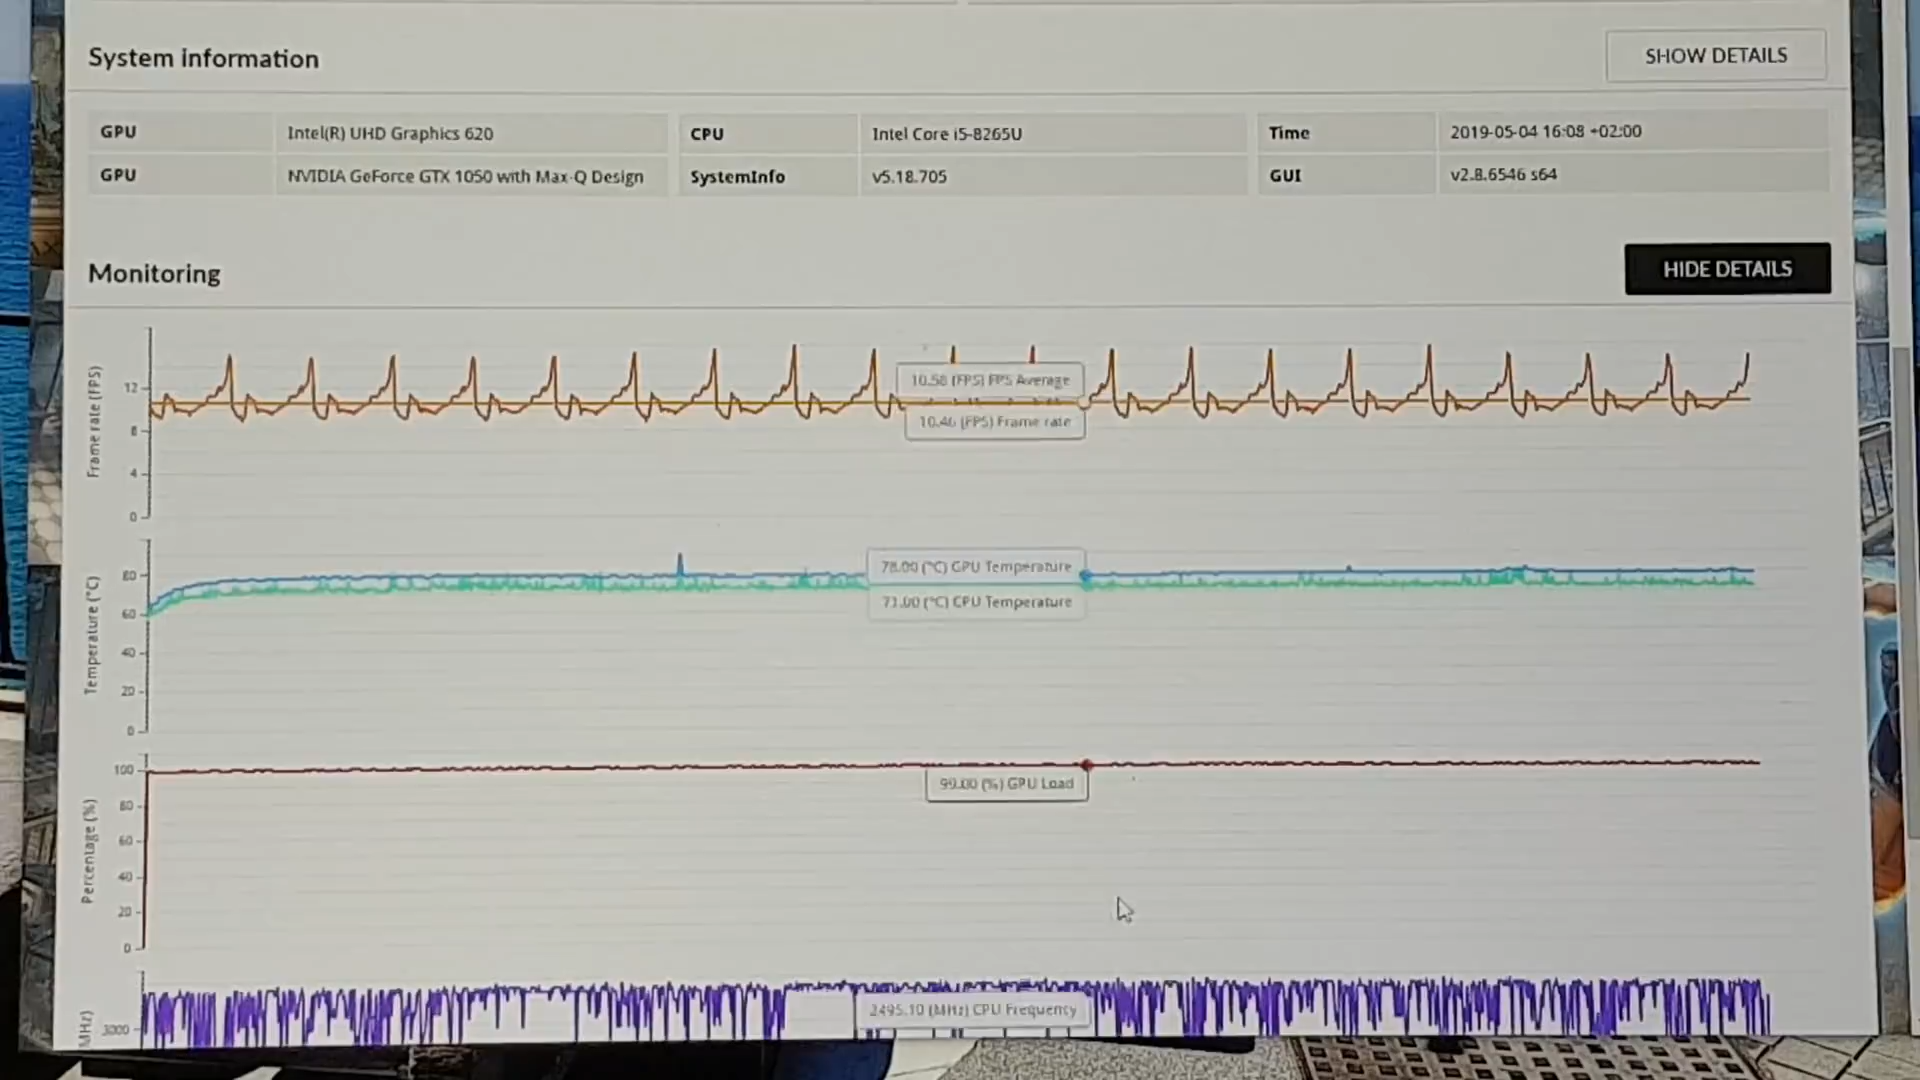 System information
SHOW DETAILS
GPU Intel(R) UHD Graphics 620 CPU Intel Core i5-8265U Time 2019-05-04 16:08 +02:00
GPU NVIDIA GeForce GTX 1050 with Max-Q Design SystemInfo v5.18.705 GUI v2.8.6546 s64
Monitoring
HIDE DETAILS
Frame rate (FPS)
12
8
4
0
10.58 (FPS) FPS Average
10.46 (FPS) Frame rate
Temperature (°C)
80
60
40
20
0
78.00 (°C) GPU Temperature
(°C) CPU Temperature
Percentage (%)
100
80
60
40
20
0
99.00 (%) GPU Load
MHz)
3000
2495.10 (MHz) CPU Frequency